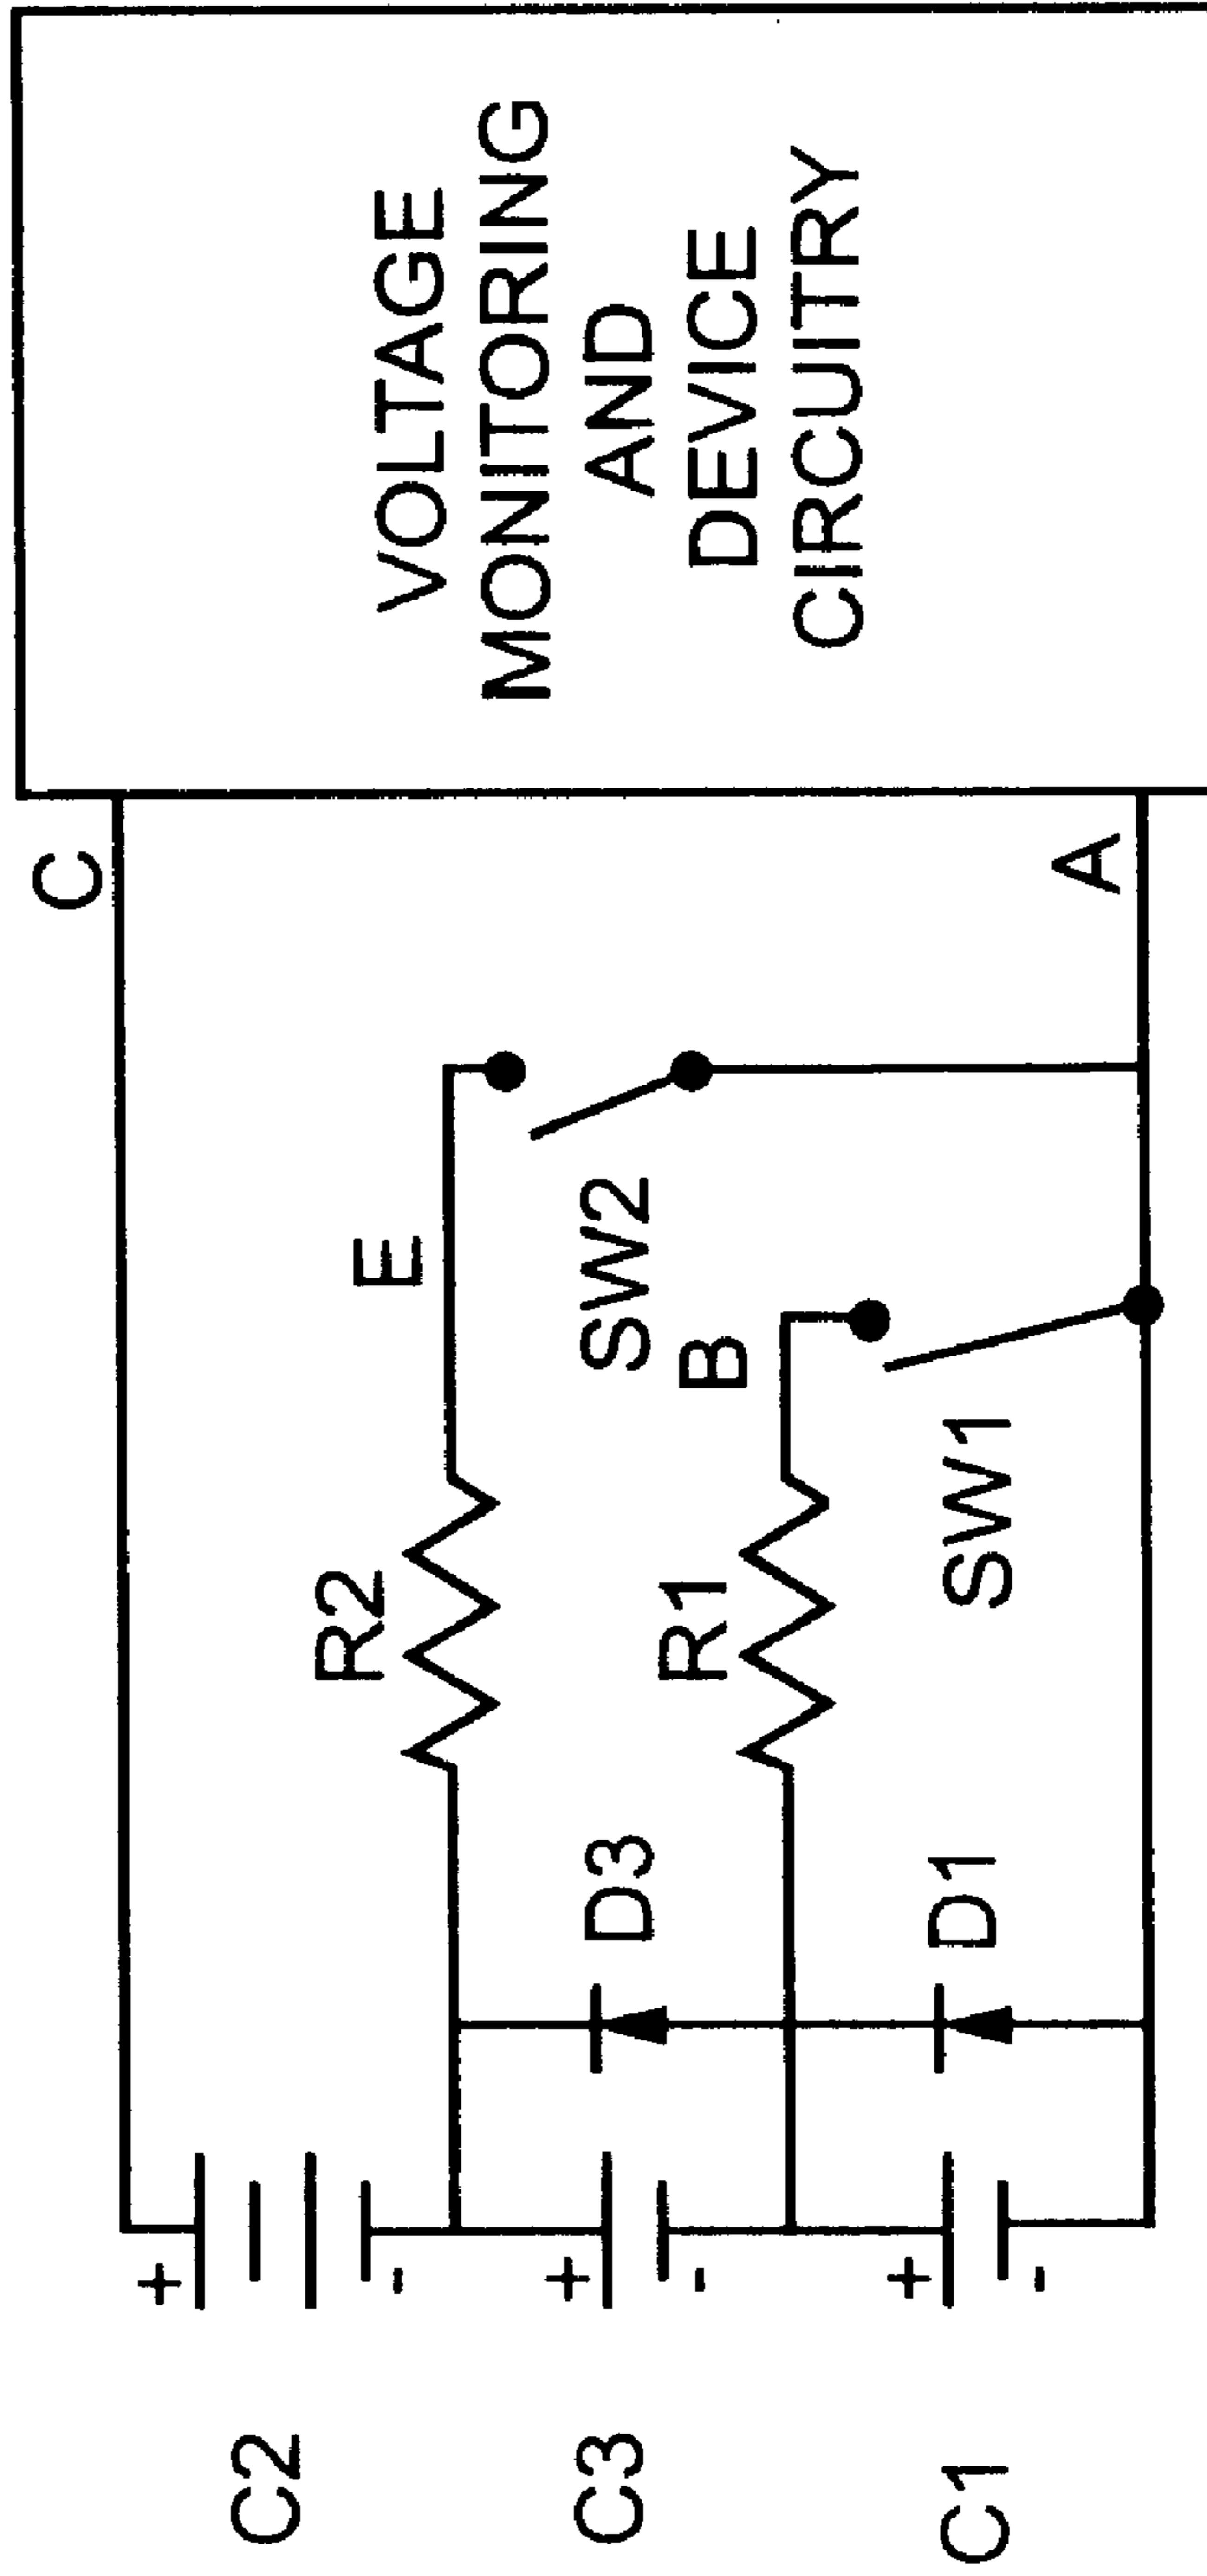 C2
+
-
C3
+
-
C1
+
-
D3
D1
R2
R1
E
B
SW2
SW1
C
A
VOLTAGE
MONITORING
AND
DEVICE
CIRCUITRY